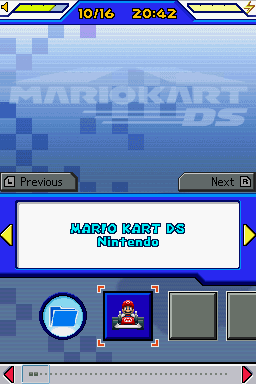 10/16 20:42
MARIOKART
DS
L Previous
Next R
MARIO KART DS
Nintendo